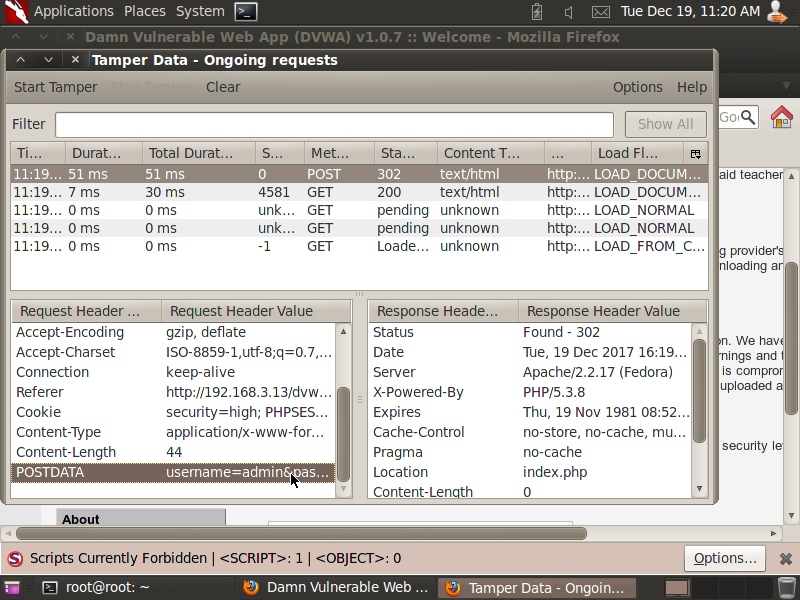 Applications Places System Tue Dec 19, 11:20 AM
Damn Vulnerable Web App (DVWA) v1.0.7 :: Welcome - Mozilla Firefox
Tamper Data - Ongoing requests
Start Tamper Stop Tamper Clear Options Help
Filter Show All
Ti... Durat... Total Durat... S... Met... Sta... Content T... ... Load Fl...
11:19... 51 ms 51 ms 0 POST 302 text/html http:... LOAD_DOCUM...
11:19... 7 ms 30 ms 4581 GET 200 text/html http:... LOAD_DOCUM...
11:19... 0 ms 0 ms unk... GET pending unknown http:... LOAD_NORMAL
11:19... 0 ms 0 ms unk... GET pending unknown http:... LOAD_NORMAL
11:19... 0 ms 0 ms -1 GET Loade... unknown http:... LOAD_FROM_C...
Request Header ... Request Header Value
Accept-Encoding gzip, deflate
Accept-Charset ISO-8859-1,utf-8;q=0.7,...
Connection keep-alive
Referer http://192.168.3.13/dvw...
Cookie security=high; PHPSES...
Content-Type application/x-www-for...
Content-Length 44
POSTDATA username=admin&pas...
Response Heade... Response Header Value
Status Found - 302
Date Tue, 19 Dec 2017 16:19...
Server Apache/2.2.17 (Fedora)
X-Powered-By PHP/5.3.8
Expires Thu, 19 Nov 1981 08:52...
Cache-Control no-store, no-cache, mu...
Pragma no-cache
Location index.php
Content-Length 0
Goo
aid teacher
g provider's
nloading an
on. We have
rnings and t
is compror
uploaded a
security le
About
Scripts Currently Forbidden | <SCRIPT>: 1 | <OBJECT>: 0 Options...
root@root: ~ Damn Vulnerable Web ... Tamper Data - Ongoin...